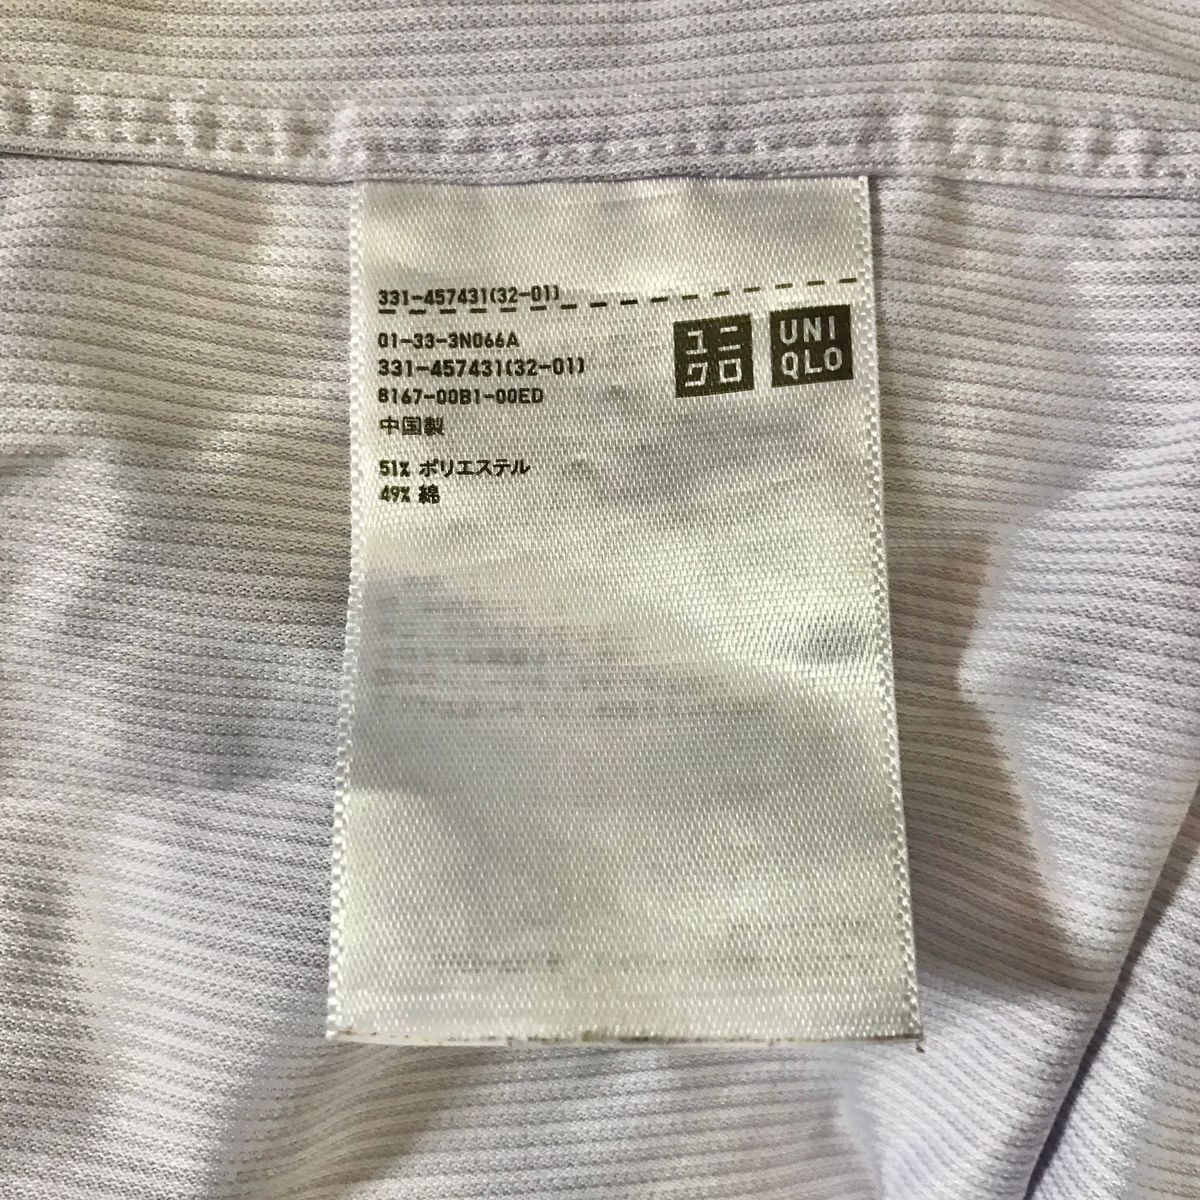 331-457431(32-01)
01-33-3N066A
331-457431(32-01)
8167-00B1-00ED
中国製
51% ポリエステル
49% 綿
ユニ
クロ
UNI
QLO